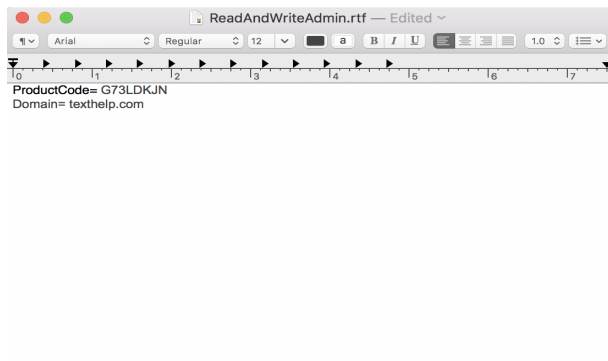 ReadAndWriteAdmin.rtf — Edited
¶ Arial Regular 12 a B I U 1.0
0 1 2 3 4 5 6 7
ProductCode= G73LDKJN
Domain= texthelp.com